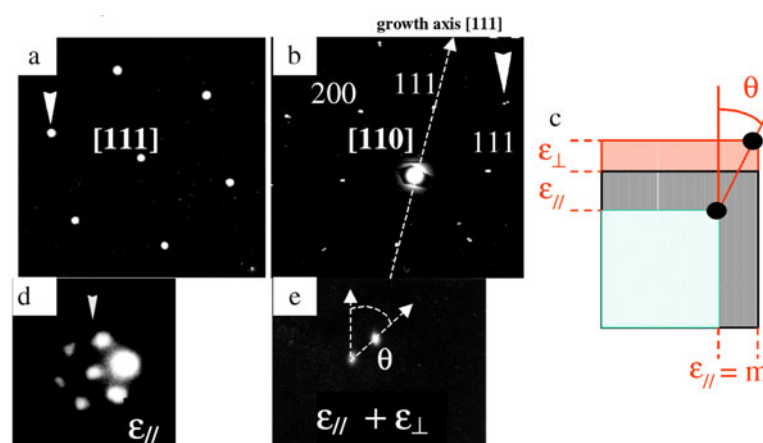 growth axis [111]
a
b
111
200
[111]
[110]
111
c
θ
ε⊥
ε//
d
e
θ
ε//
ε// + ε⊥
ε// = m